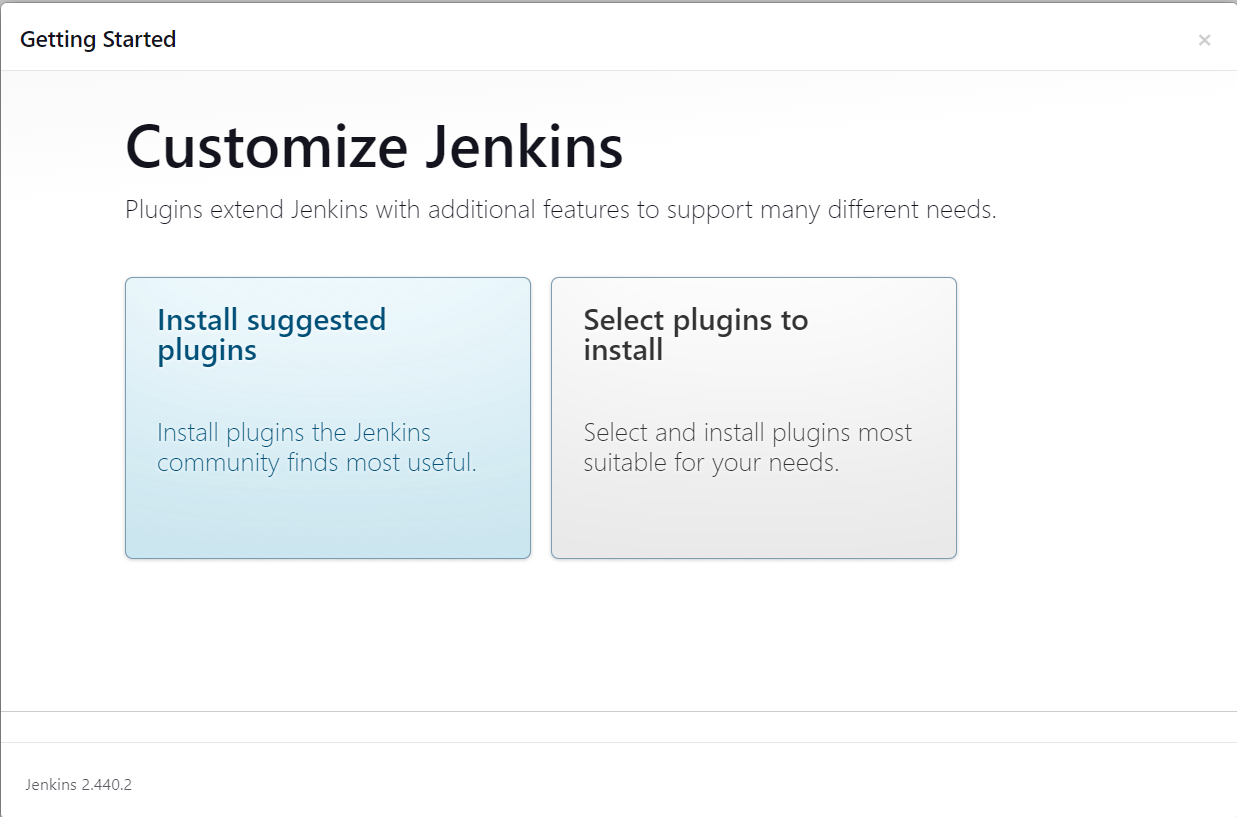 Getting Started
×
Customize Jenkins
Plugins extend Jenkins with additional features to support many different needs.
Install suggested
plugins
Install plugins the Jenkins
community finds most useful.
Select plugins to
install
Select and install plugins most
suitable for your needs.
Jenkins 2.440.2